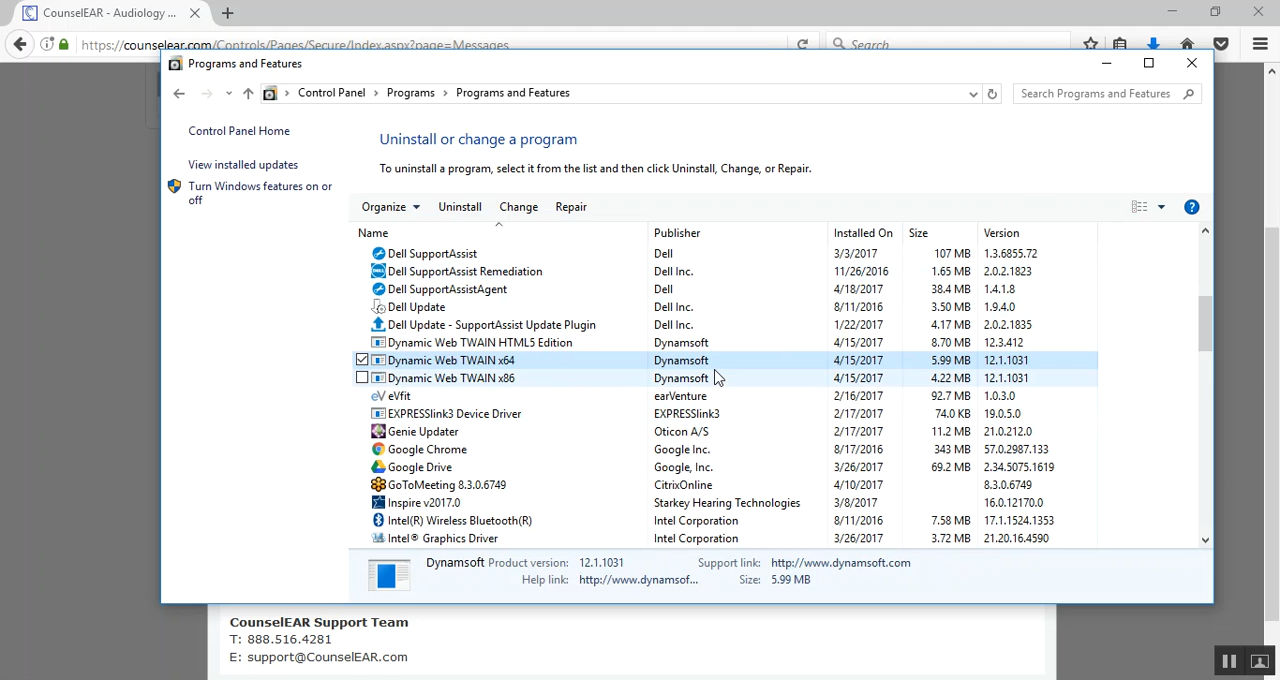 CounselEAR - Audiology ...
https://counselear.com/Controls/Pages/Secure/Index.aspx?page=Messages
Search
Programs and Features
Control Panel > Programs > Programs and Features
Search Programs and Features
Control Panel Home
View installed updates
Turn Windows features on or
off
Uninstall or change a program
To uninstall a program, select it from the list and then click Uninstall, Change, or Repair.
Organize Uninstall Change Repair
Name Publisher Installed On Size Version
Dell SupportAssist Dell 3/3/2017 107 MB 1.3.6855.72
Dell SupportAssist Remediation Dell Inc. 11/26/2016 1.65 MB 2.0.2.1823
Dell SupportAssistAgent Dell 4/18/2017 38.4 MB 1.4.1.8
Dell Update Dell Inc. 8/11/2016 3.50 MB 1.9.4.0
Dell Update - SupportAssist Update Plugin Dell Inc. 1/22/2017 4.17 MB 2.0.2.1835
Dynamic Web TWAIN HTML5 Edition Dynamsoft 4/15/2017 8.70 MB 12.3.412
Dynamic Web TWAIN x64 Dynamsoft 4/15/2017 5.99 MB 12.1.1031
Dynamic Web TWAIN x86 Dynamsoft 4/15/2017 4.22 MB 12.1.1031
eVfit earVenture 2/16/2017 92.7 MB 1.0.3.0
EXPRESSlink3 Device Driver EXPRESSlink3 2/17/2017 74.0 KB 19.0.5.0
Genie Updater Oticon A/S 2/17/2017 11.2 MB 21.0.212.0
Google Chrome Google Inc. 8/17/2016 343 MB 57.0.2987.133
Google Drive Google, Inc. 3/26/2017 69.2 MB 2.34.5075.1619
GoToMeeting 8.3.0.6749 CitrixOnline 4/10/2017 8.3.0.6749
Inspire v2017.0 Starkey Hearing Technologies 3/8/2017 16.0.12170.0
Intel(R) Wireless Bluetooth(R) Intel Corporation 8/11/2016 7.58 MB 17.1.1524.1353
Intel® Graphics Driver Intel Corporation 3/26/2017 3.72 MB 21.20.16.4590
Dynamsoft Product version: 12.1.1031 Support link: http://www.dynamsoft.com
Help link: http://www.dynamsof... Size: 5.99 MB
CounselEAR Support Team
T: 888.516.4281
E: support@CounselEAR.com